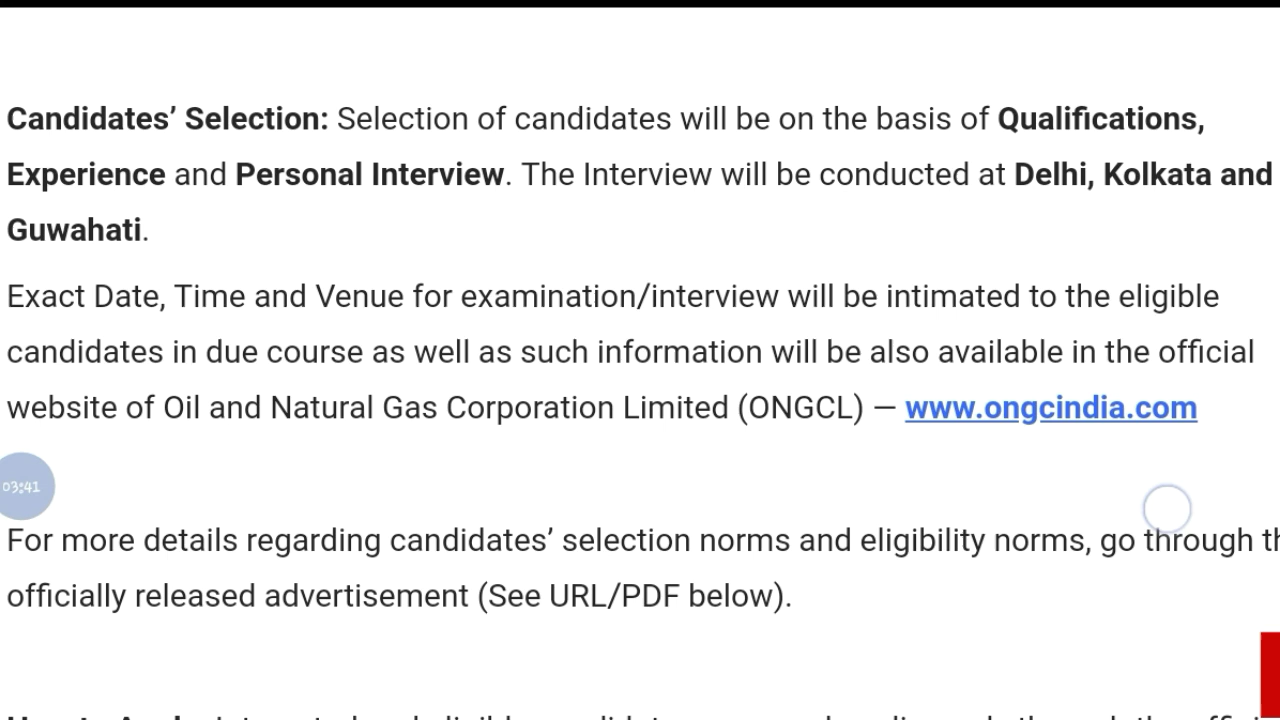 Candidates’ Selection: Selection of candidates will be on the basis of Qualifications,
Experience and Personal Interview. The Interview will be conducted at Delhi, Kolkata and
Guwahati.
Exact Date, Time and Venue for examination/interview will be intimated to the eligible
candidates in due course as well as such information will be also available in the official
website of Oil and Natural Gas Corporation Limited (ONGCL) — www.ongcindia.com
03:41
For more details regarding candidates’ selection norms and eligibility norms, go through th
officially released advertisement (See URL/PDF below).